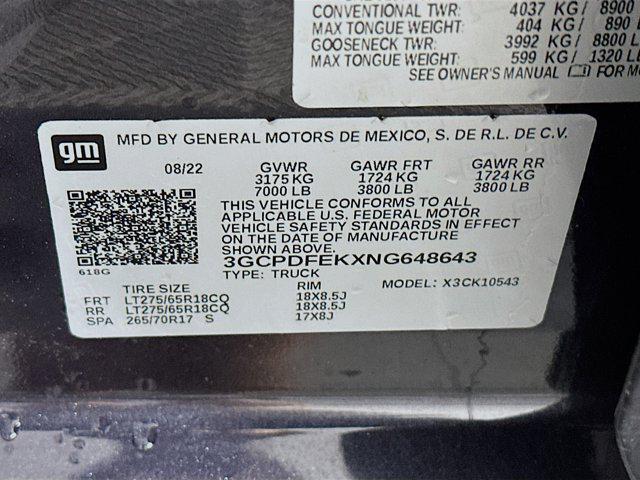 CONVENTIONAL TWR: 4037 KG/ 8900
MAX TONGUE WEIGHT: 404 KG/ 890
GOOSENECK TWR: 3992 KG/ 8800 LB
MAX TONGUE WEIGHT: 599 KG/ 1320 LB
SEE OWNER'S MANUAL FOR MO
gm MFD BY GENERAL MOTORS DE MEXICO, S. DE R.L. DE C.V.
08/22 GVWR GAWR FRT GAWR RR
3175 KG 1724 KG 1724 KG
7000 LB 3800 LB 3800 LB
THIS VEHICLE CONFORMS TO ALL
APPLICABLE U.S. FEDERAL MOTOR
VEHICLE SAFETY STANDARDS IN EFFECT
ON THE DATE OF MANUFACTURE
SHOWN ABOVE.
3GCPDFEKXNG648643
618G TYPE: TRUCK
TIRE SIZE RIM MODEL: X3CK10543
FRT LT275/65R18CQ 18X8.5J
RR LT275/65R18CQ 18X8.5J
SPA 265/70R17 S 17X8J